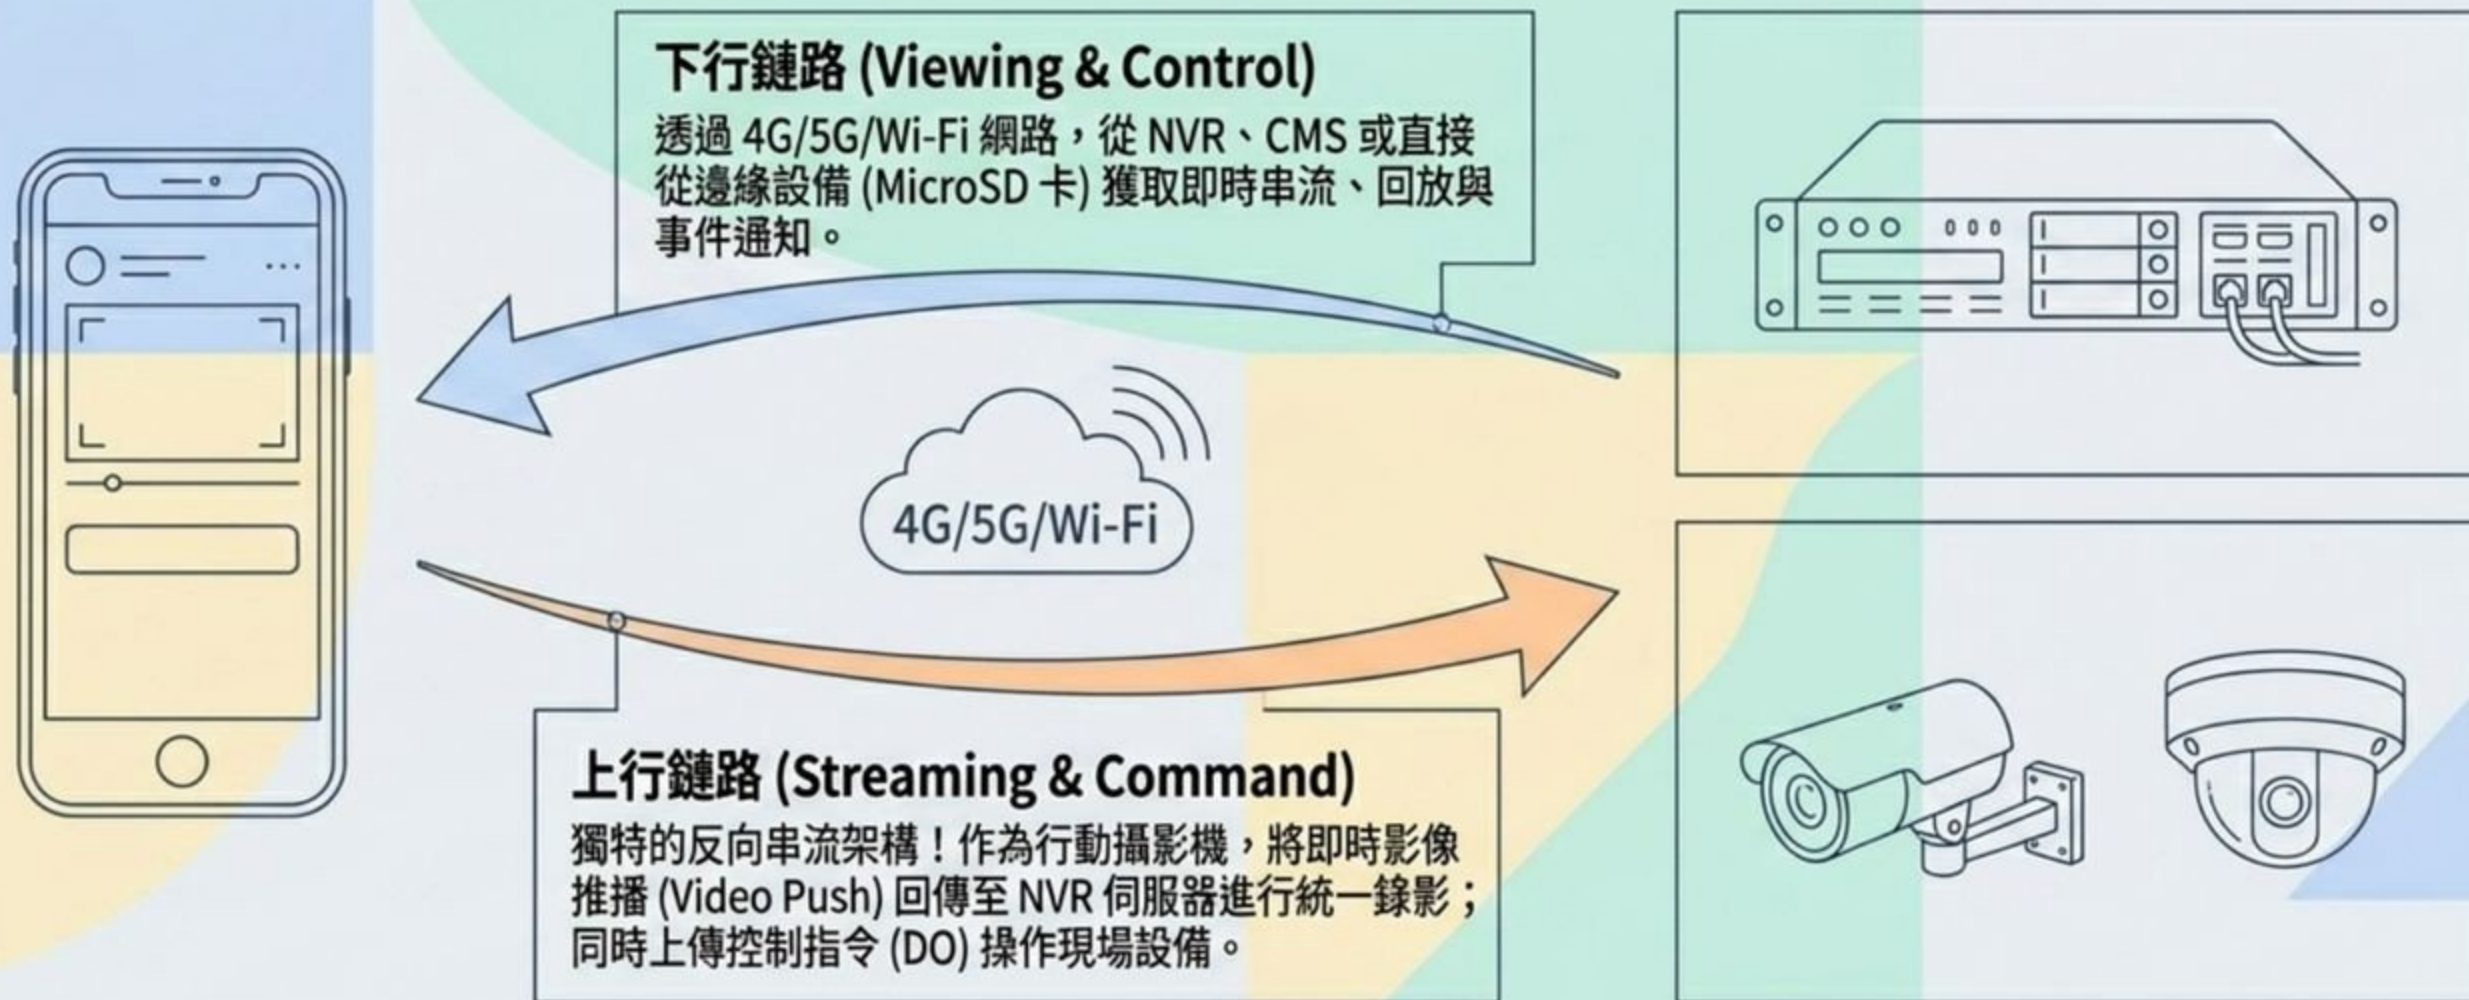 下行鏈路 (Viewing & Control)
透過 4G/5G/Wi-Fi 網路，從 NVR、CMS 或直接
從邊緣設備 (MicroSD 卡) 獲取即時串流、回放與
事件通知。
4G/5G/Wi-Fi
上行鏈路 (Streaming & Command)
獨特的反向串流架構！作為行動攝影機，將即時影像
推播 (Video Push) 回傳至 NVR 伺服器進行統一錄影；
同時上傳控制指令 (DO) 操作現場設備。